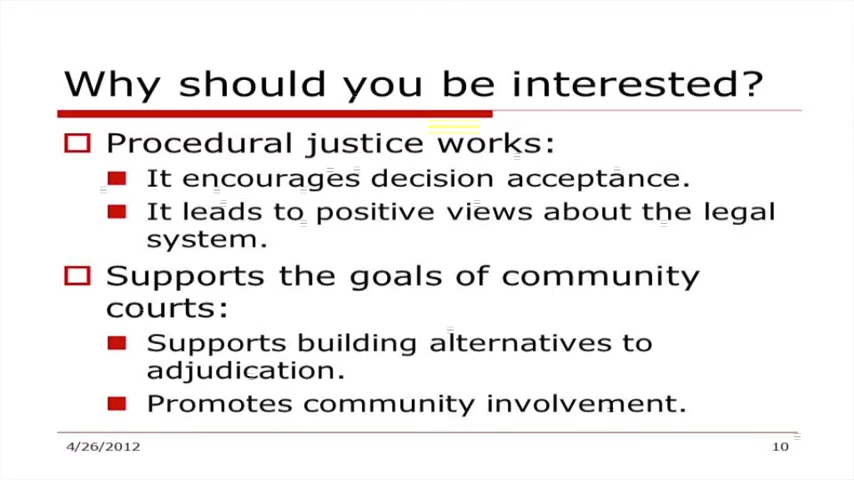 Why should you be interested?
Procedural justice works:
It encourages decision acceptance.
It leads to positive views about the legal
system.
Supports the goals of community
courts:
Supports building alternatives to
adjudication.
Promotes community involvement.
4/26/2012
10